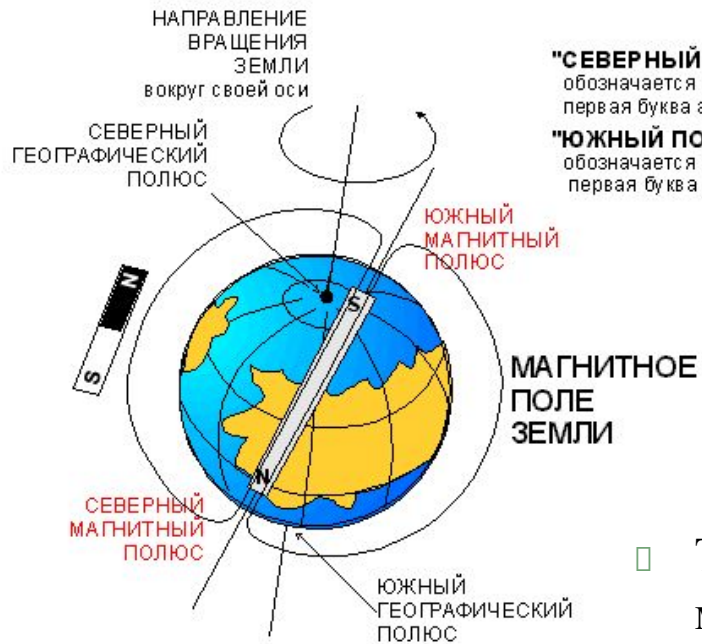 НАПРАВЛЕНИЕ
ВРАЩЕНИЯ
ЗЕМЛИ
вокруг своей оси
СЕВЕРНЫЙ
ГЕОГРАФИЧЕСКИЙ
ПОЛЮС
"СЕВЕРНЫЙ
обозначается
первая буква
"ЮЖНЫЙ
обозначается
первая буква
ЮЖНЫЙ
МАГНИТНЫЙ
ПОЛЮС
N
S
S
N
МАГНИТНОЕ
ПОЛЕ
ЗЕМЛИ
СЕВЕРНЫЙ
МАГНИТНЫЙ
ПОЛЮС
ЮЖНЫЙ
ГЕОГРАФИЧЕСКИЙ
ПОЛЮС